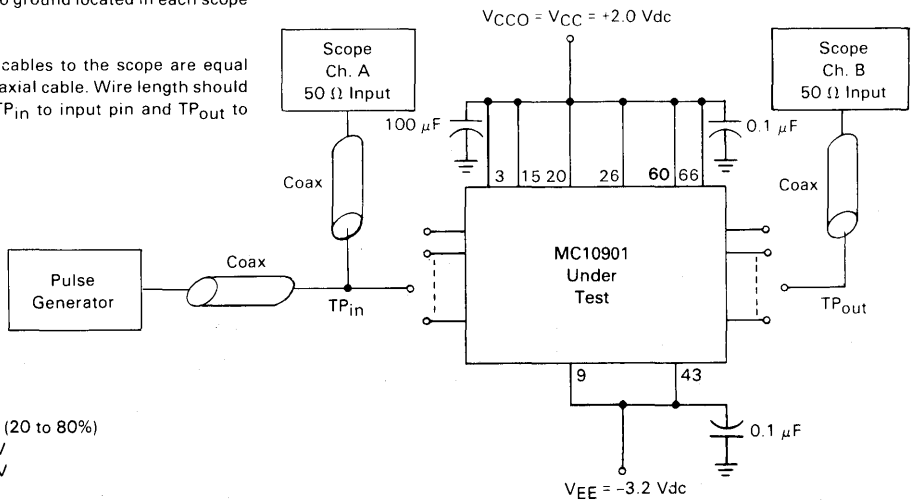 ground located in each scope
cables to the scope are equal
axial cable. Wire length should
TPin to input pin and TPout to
VCCO = VCC = +2.0 Vdc
Scope
Ch. A
50 Ω Input
Scope
Ch. B
50 Ω Input
100 μF
0.1 μF
3 15 20 26 60 66
Coax
Coax
Coax
Pulse
Generator
TPin
MC10901
Under
Test
TPout
9 43
(20 to 80%)
V
V
0.1 μF
VEE = -3.2 Vdc